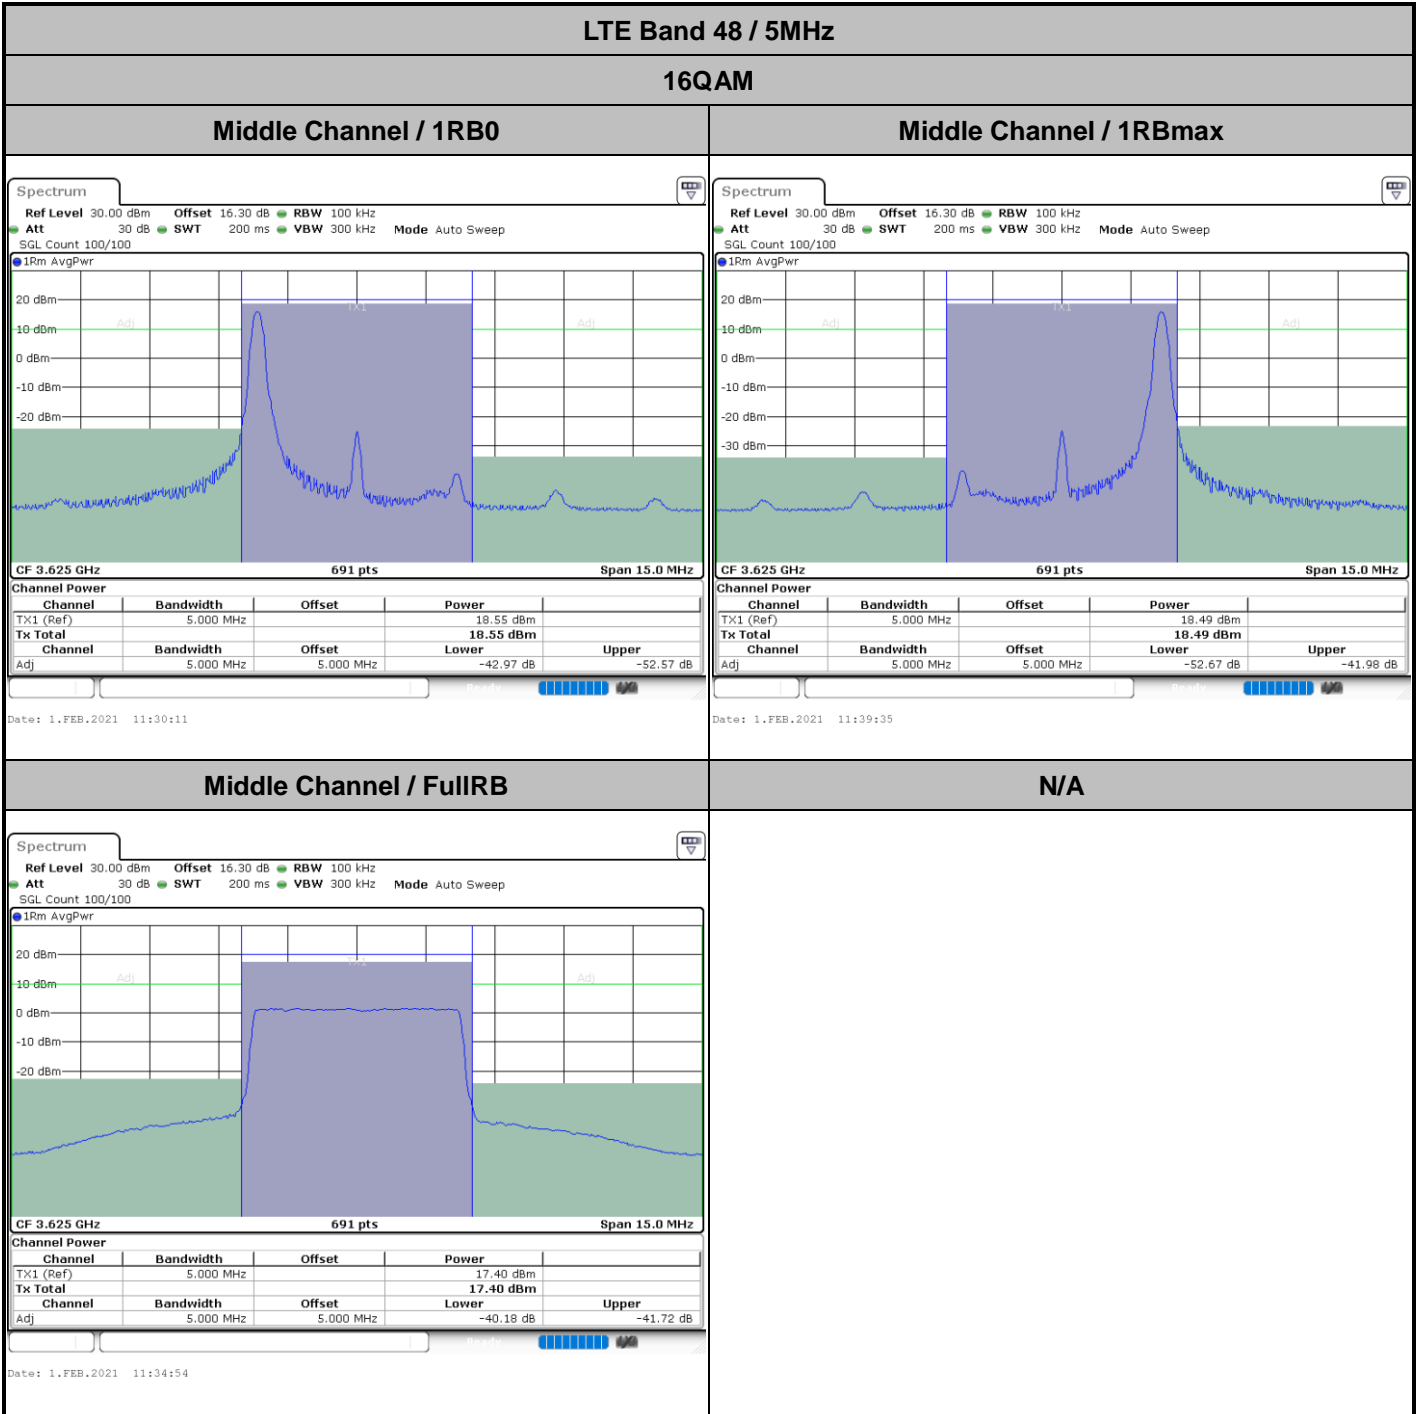 LTE Band 48 / 5MHz
16QAM
Middle Channel / 1RB0
Middle Channel / 1RBmax
Spectrum
Ref Level 30.00 dBm Offset 16.30 dB RBW 100 kHz
Att 30 dB SWT 200 ms VBW 300 kHz Mode Auto Sweep
SGL Count 100/100
1Rm AvgPwr
TX1
20 dBm
Adj
Adj
10 dBm
0 dBm
-10 dBm
-20 dBm
CF 3.625 GHz 691 pts Span 15.0 MHz
Channel Power
Channel Bandwidth Offset Power
TX1 (Ref) 5.000 MHz 18.55 dBm
Tx Total 18.55 dBm
Channel Bandwidth Offset Lower Upper
Adj 5.000 MHz 5.000 MHz -42.97 dB -52.57 dB
Ready
Date: 1.FEB.2021 11:30:11
Spectrum
Ref Level 30.00 dBm Offset 16.30 dB RBW 100 kHz
Att 30 dB SWT 200 ms VBW 300 kHz Mode Auto Sweep
SGL Count 100/100
1Rm AvgPwr
TX1
20 dBm
Adj
Adj
10 dBm
0 dBm
-10 dBm
-20 dBm
-30 dBm
CF 3.625 GHz 691 pts Span 15.0 MHz
Channel Power
Channel Bandwidth Offset Power
TX1 (Ref) 5.000 MHz 18.49 dBm
Tx Total 18.49 dBm
Channel Bandwidth Offset Lower Upper
Adj 5.000 MHz 5.000 MHz -52.67 dB -41.98 dB
Ready
Date: 1.FEB.2021 11:39:35
Middle Channel / FullRB
N/A
Spectrum
Ref Level 30.00 dBm Offset 16.30 dB RBW 100 kHz
Att 30 dB SWT 200 ms VBW 300 kHz Mode Auto Sweep
SGL Count 100/100
1Rm AvgPwr
20 dBm
TX1
Adj
Adj
10 dBm
0 dBm
-10 dBm
-20 dBm
CF 3.625 GHz 691 pts Span 15.0 MHz
Channel Power
Channel Bandwidth Offset Power
TX1 (Ref) 5.000 MHz 17.40 dBm
Tx Total 17.40 dBm
Channel Bandwidth Offset Lower Upper
Adj 5.000 MHz 5.000 MHz -40.18 dB -41.72 dB
Ready
Date: 1.FEB.2021 11:34:54